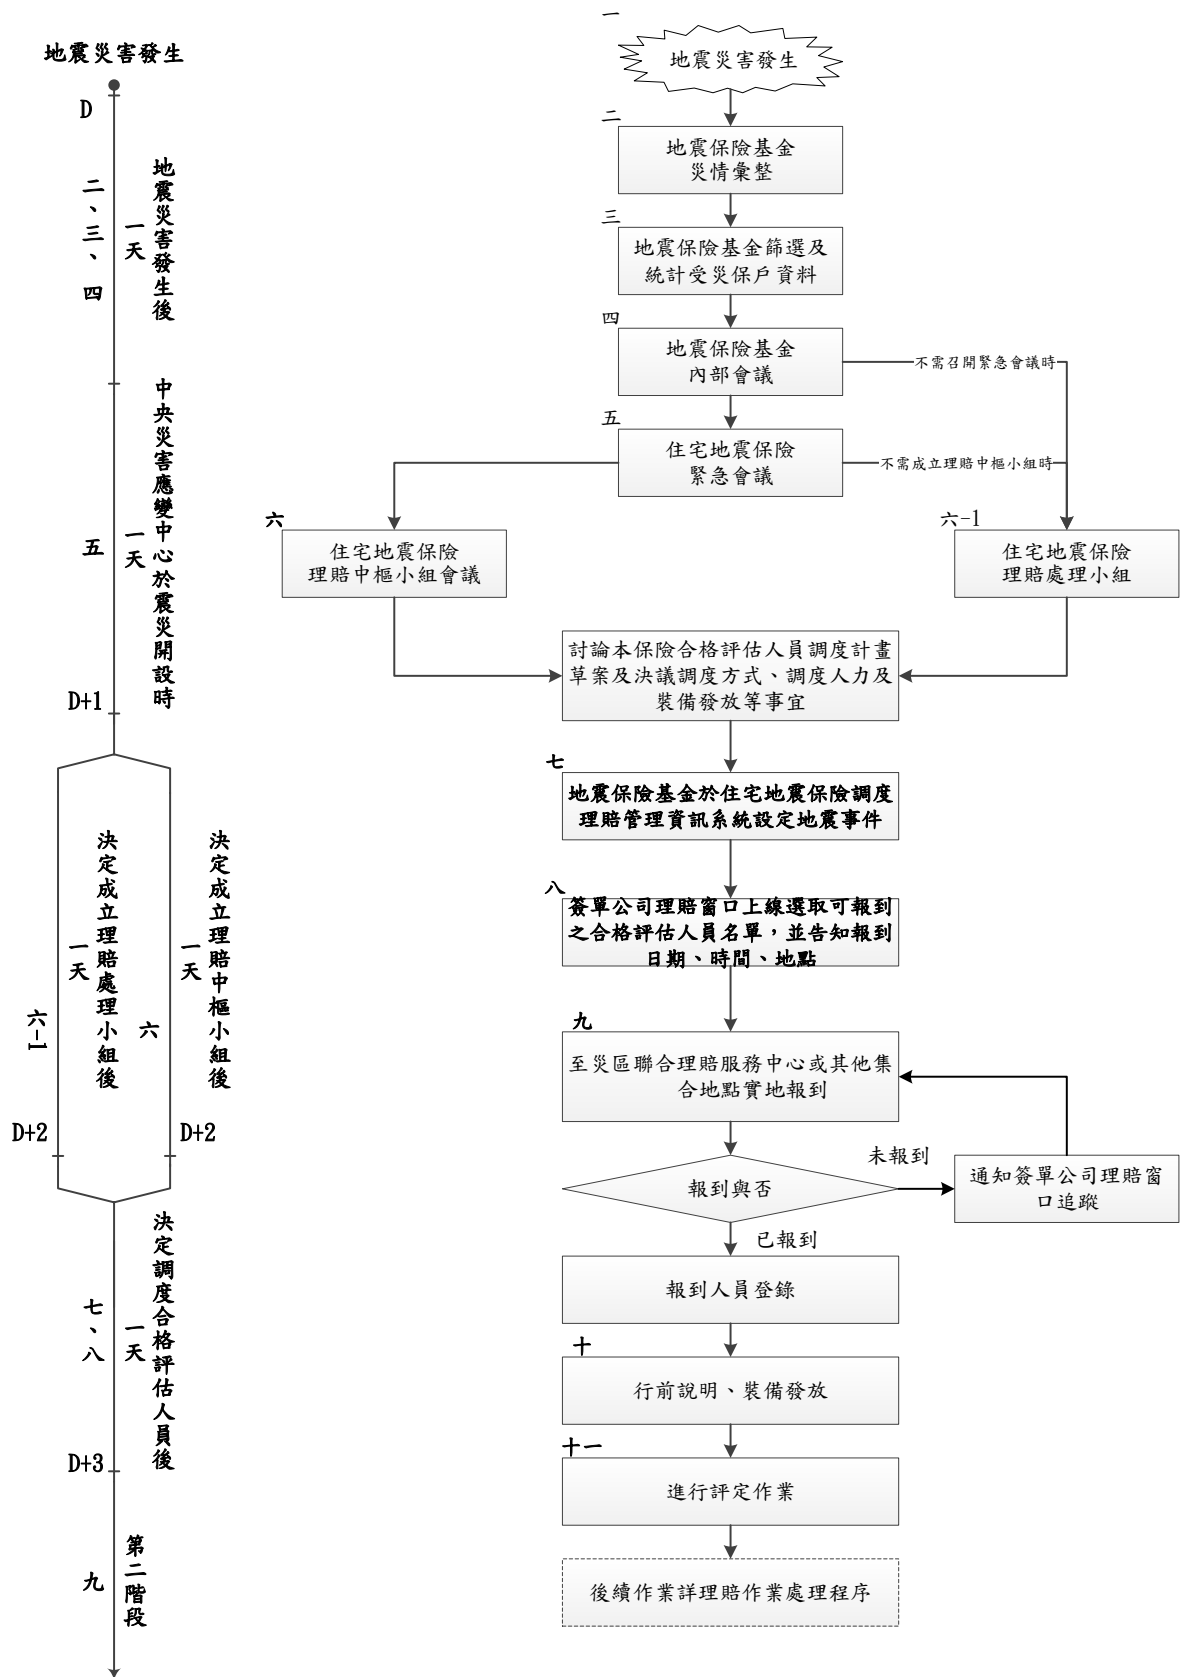 地震災害發生
D
二、三、四
一天
地震災害發生後
五
一天
中央災害應變中心於震災開設時
D+1
六-1
一天
決定成立理賠處理小組後
D+2
六
一天
決定成立理賠中樞小組後
D+2
七、八
一天
決定調度合格評估人員後
D+3
九
第二階段
一
地震災害發生
二
地震保險基金
災情彙整
三
地震保險基金篩選及
統計受災保戶資料
四
地震保險基金
內部會議
不需召開緊急會議時
五
住宅地震保險
緊急會議
不需成立理賠中樞小組時
六
住宅地震保險
理賠中樞小組會議
六-1
住宅地震保險
理賠處理小組
討論本保險合格評估人員調度計畫
草案及決議調度方式、調度人力及
裝備發放等事宜
七
地震保險基金於住宅地震保險調度
理賠管理資訊系統設定地震事件
八
簽單公司理賠窗口上線選取可報到
之合格評估人員名單，並告知報到
日期、時間、地點
九
至災區聯合理賠服務中心或其他集
合地點實地報到
報到與否
未報到
通知簽單公司理賠窗
口追蹤
已報到
報到人員登錄
十
行前說明、裝備發放
十一
進行評定作業
後續作業詳理賠作業處理程序